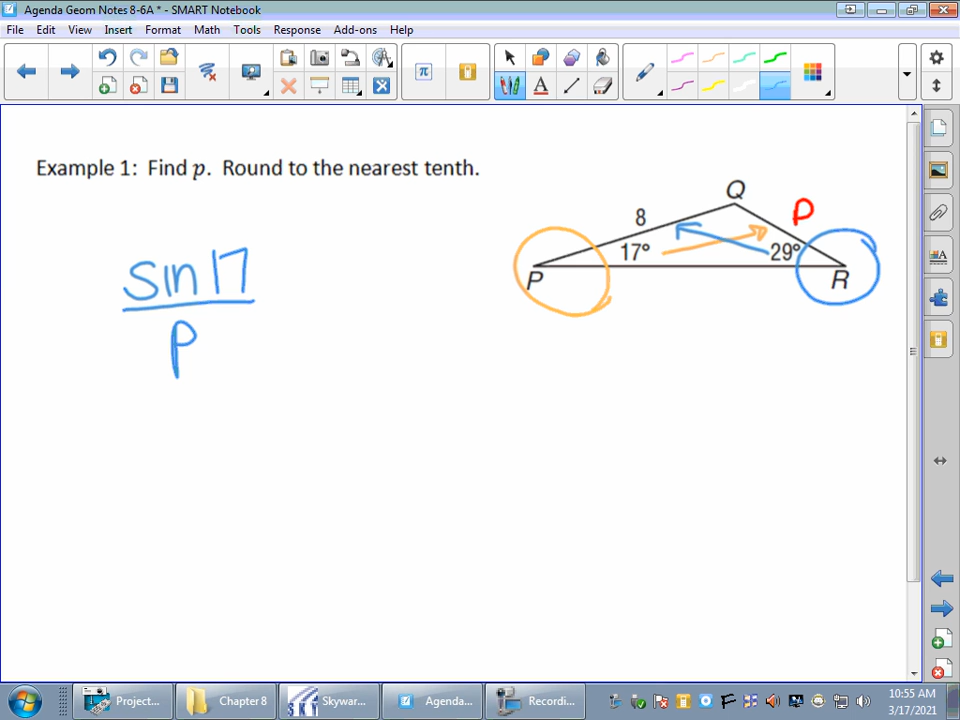 Agenda Geom Notes 8-6A * - SMART Notebook
File Edit View Insert Format Math Tools Response Add-ons Help
π
A
Example 1: Find p. Round to the nearest tenth.
Q
8
p
17°
29°
P
R
sin 17
p
Project...
Chapter 8
Skywar...
Agenda...
Recordi...
10:55 AM
3/17/2021